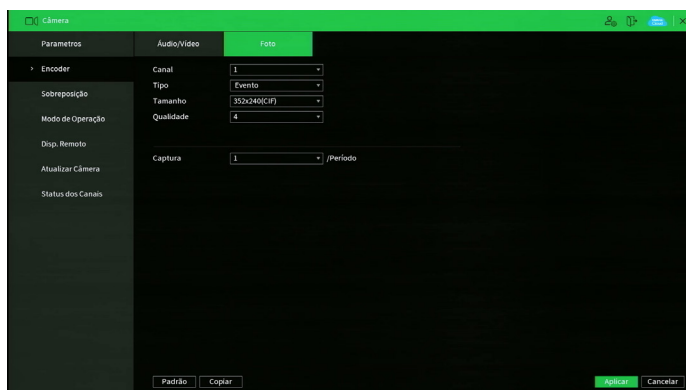 Câmera
Parametros
Áudio/Vídeo
Foto
> Encoder
Sobreposição
Modo de Operação
Disp. Remoto
Atualizar Câmera
Status dos Canais
Canal 1
Tipo Evento
Tamanho 352x240(CIF)
Qualidade 4
Captura 1 /Período
Padrão Copiar Aplicar Cancelar